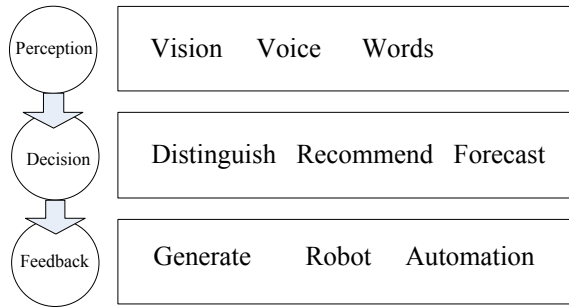 Perception
Vision Voice Words
Decision
Distinguish Recommend Forecast
Feedback
Generate Robot Automation